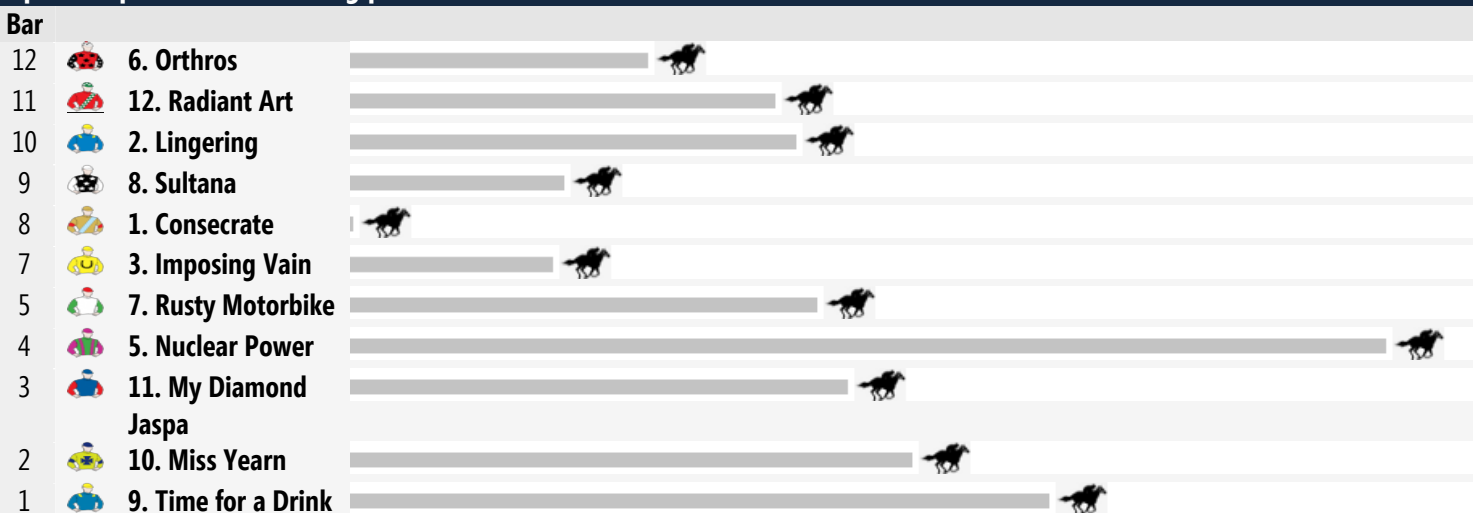 Bar
12 6. Orthros
11 12. Radiant Art
10 2. Lingering
9 8. Sultana
8 1. Consecrate
7 3. Imposing Vain
5 7. Rusty Motorbike
4 5. Nuclear Power
3 11. My Diamond
Jaspa
2 10. Miss Yearn
1 9. Time for a Drink